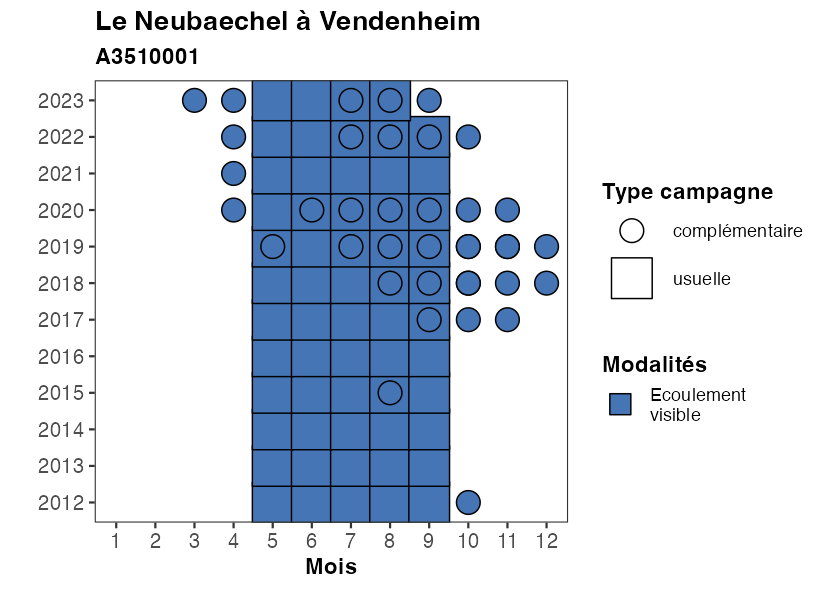 Le Neubaechel à Vendenheim
A3510001
2023
2022
2021
2020
2019
2018
2017
2016
2015
2014
2013
2012
1 2 3 4 5 6 7 8 9 10 11 12
Mois
Type campagne
complémentaire
usuelle
Modalités
Ecoulement
visible